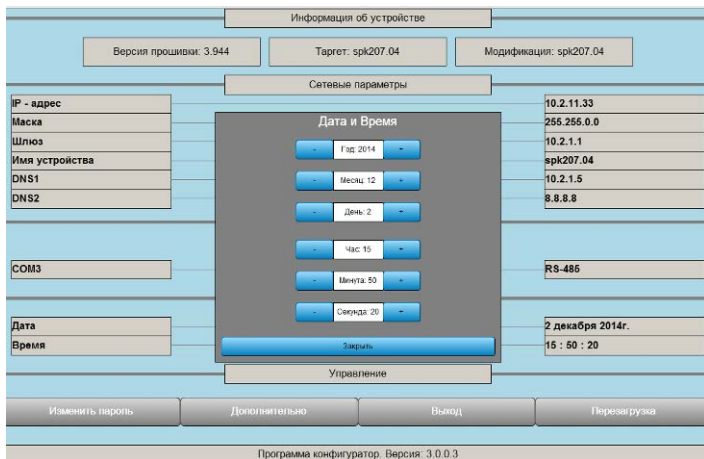 Информация об устройстве
Версия прошивки: 3.944 Таргет: spk207.04 Модификация: spk207.04
Сетевые параметры
IP - адрес 10.2.11.33
Маска 255.255.0.0
Шлюз 10.2.1.1
Имя устройства spk207.04
DNS1 10.2.1.5
DNS2 8.8.8.8
Дата и Время
- Год: 2014 +
- Месяц: 12 +
- День: 2 +
- Час: 15 +
- Минута: 50 +
- Секунда: 20 +
Закрыть
COM3 RS-485
Дата 2 декабря 2014г.
Время 15 : 50 : 20
Управление
Изменить пароль Дополнительно Выход Перезагрузка
Программа конфигуратор. Версия: 3.0.0.3